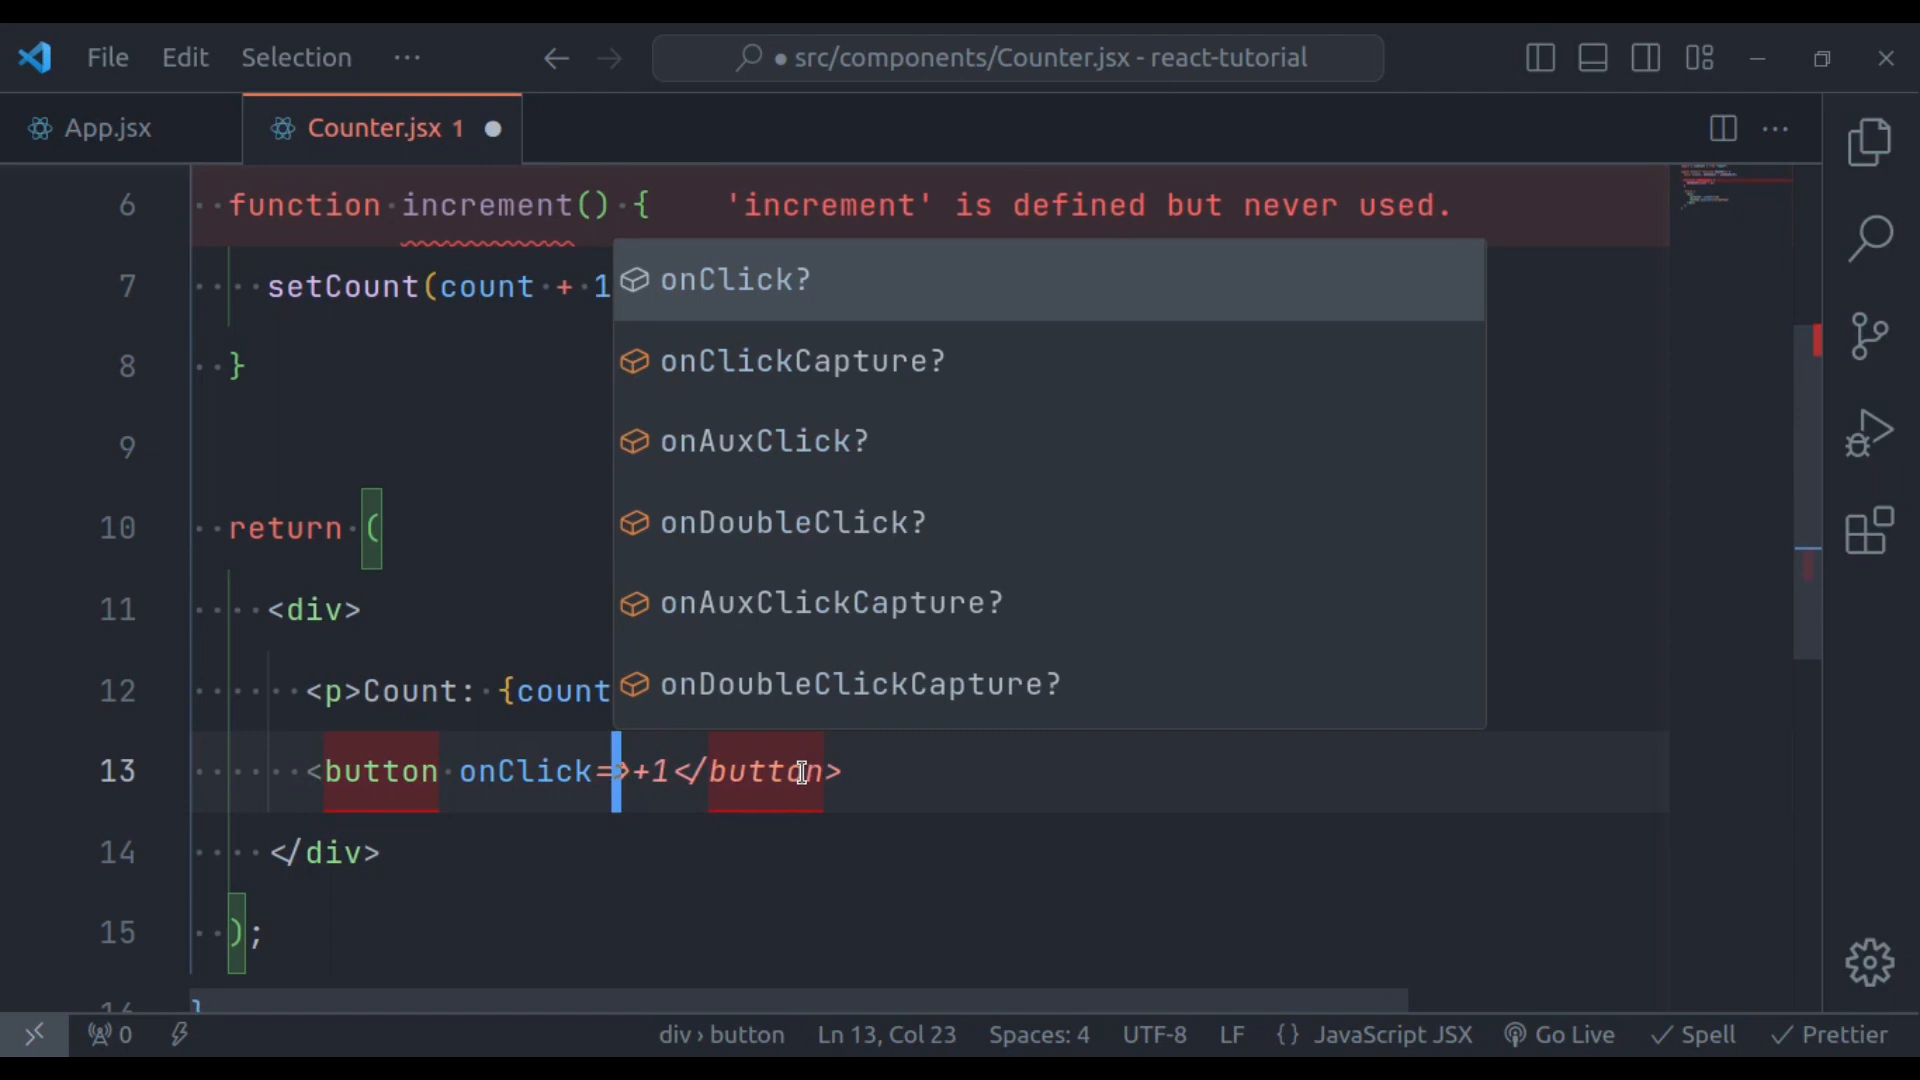 File Edit Selection ···
● src/components/Counter.jsx - react-tutorial
App.jsx
Counter.jsx 1
6 function increment() { 'increment' is defined but never used.
7 setCount(count + 1
8 }
9
10 return (
11 <div>
12 <p>Count: {count
13 <button onClick=>+1</button>
14 </div>
15 );
onClick?
onClickCapture?
onAuxClick?
onDoubleClick?
onAuxClickCapture?
onDoubleClickCapture?
0
div › button
Ln 13, Col 23
Spaces: 4
UTF-8
LF
{} JavaScript JSX
Go Live
Spell
Prettier